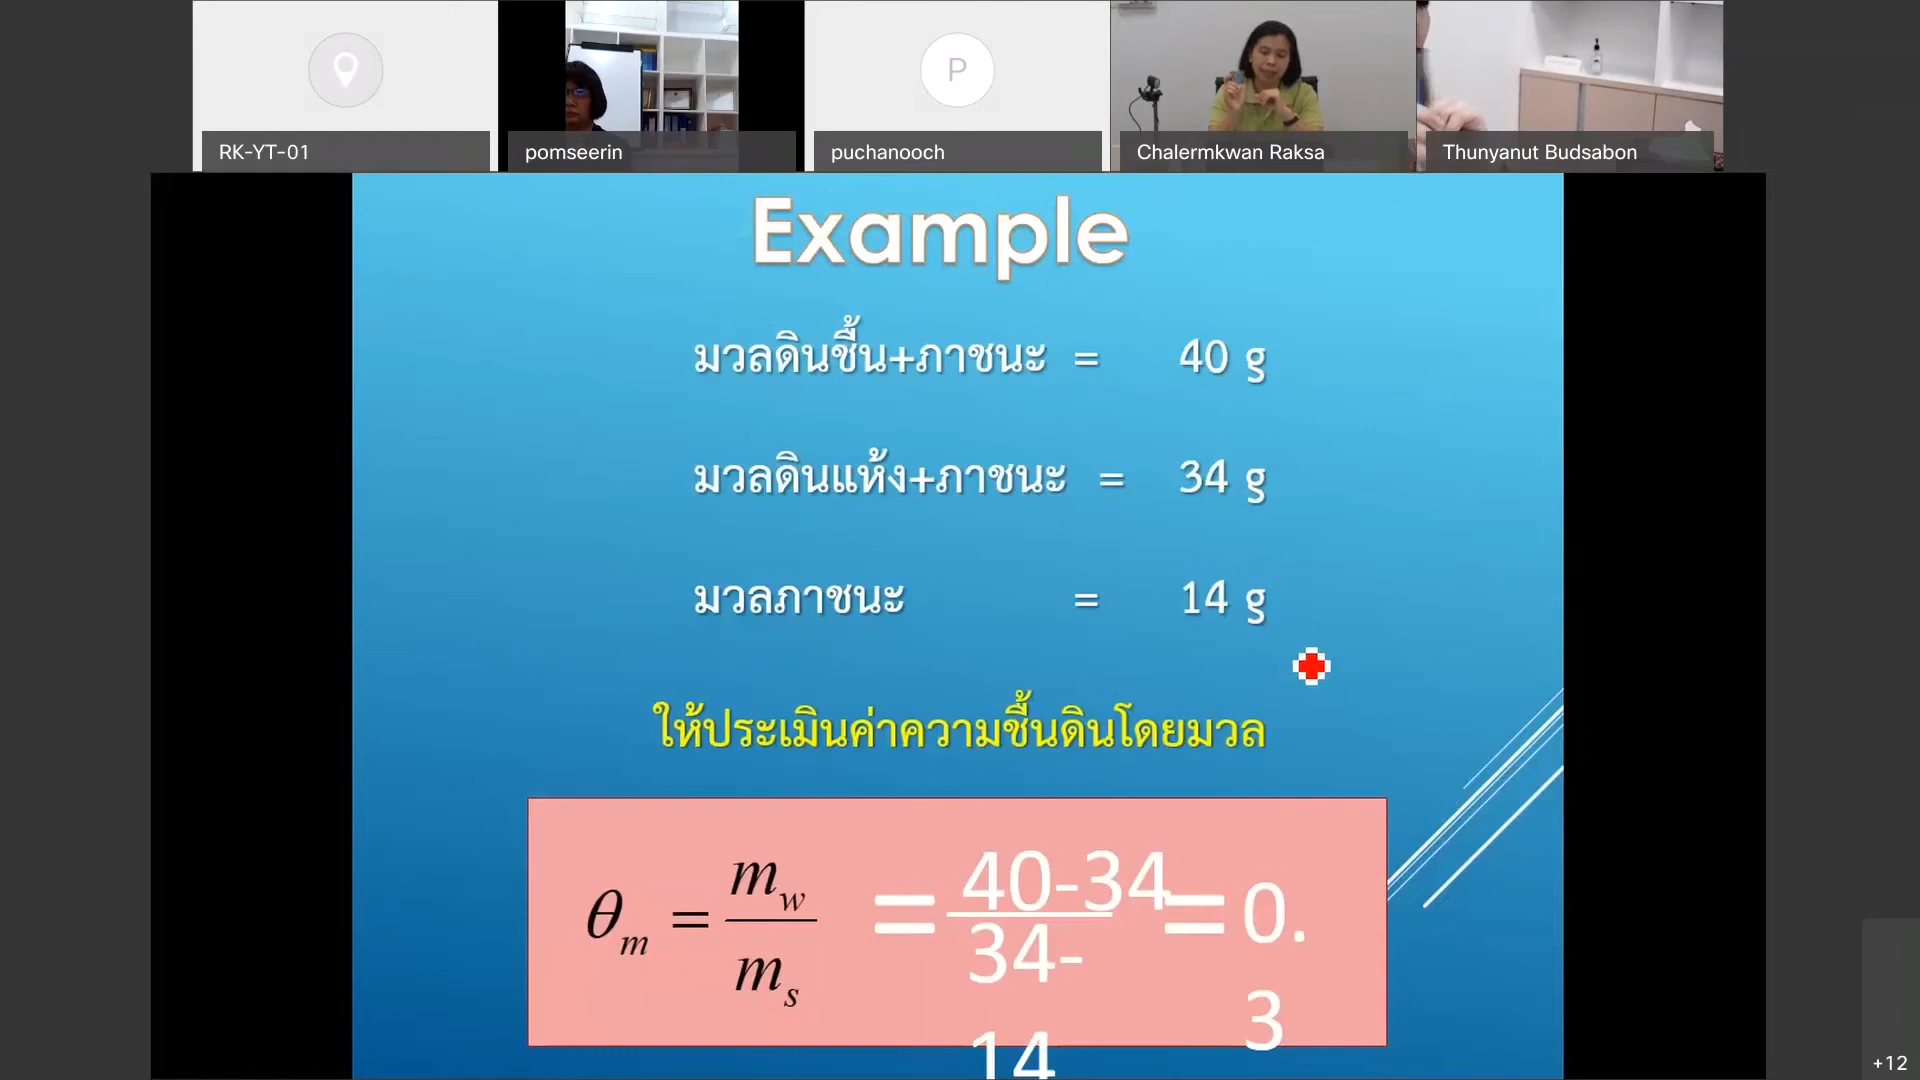 RK-YT-01
pomseerin
P
puchanooch
Chalermkwan Raksa
Thunyanut Budsabon
Example
มวลดินชื้น+ภาชนะ = 40 g
มวลดินแห้ง+ภาชนะ = 34 g
มวลภาชนะ = 14 g
ให้ประเมินค่าความชื้นดินโดยมวล
θm = mw/ms = 40-34 = 0.
34-
3
14
+12